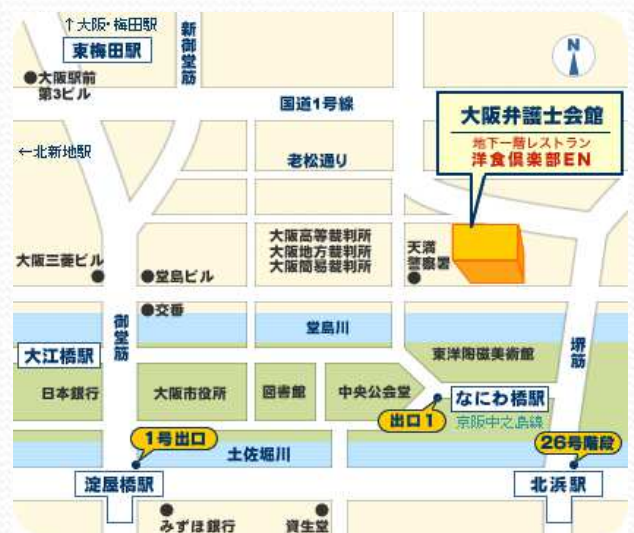 ↑大阪・梅田駅
東梅田駅
新御堂筋
N
●大阪駅前
第3ビル
国道1号線
大阪弁護士会館
地下一階レストラン
洋食倶楽部EN
←北新地駅
老松通り
大阪高等裁判所
大阪地方裁判所
大阪簡易裁判所
天満
警察署
大阪三菱ビル
●堂島ビル
●交番
御堂筋
堂島川
堺筋
大江橋駅
東洋陶磁美術館
日本銀行
大阪市役所
図書館
中央公会堂
なにわ橋駅
京阪中之島線
出口1
1号出口
土佐堀川
26号階段
淀屋橋駅
北浜駅
みずほ銀行
資生堂